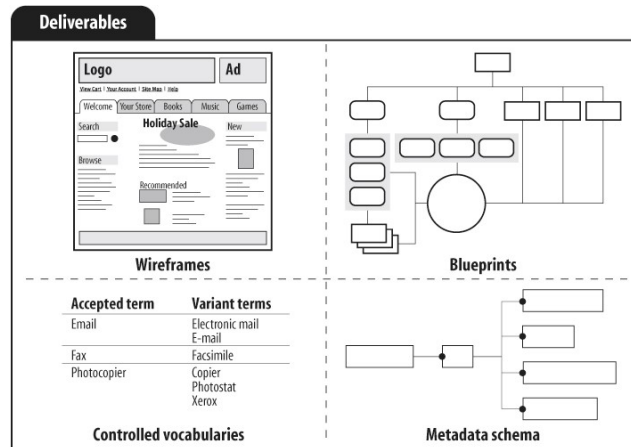 Deliverables
Logo
Ad
View Cart | Your Account | Site Map | Help
Welcome
Your Store
Books
Music
Games
Search
Holiday Sale
New
Browse
Recommended
Wireframes
Blueprints
Accepted term Variant terms
Email Electronic mail
E-mail
Fax Facsimile
Photocopier Copier
Photostat
Xerox
Controlled vocabularies
Metadata schema